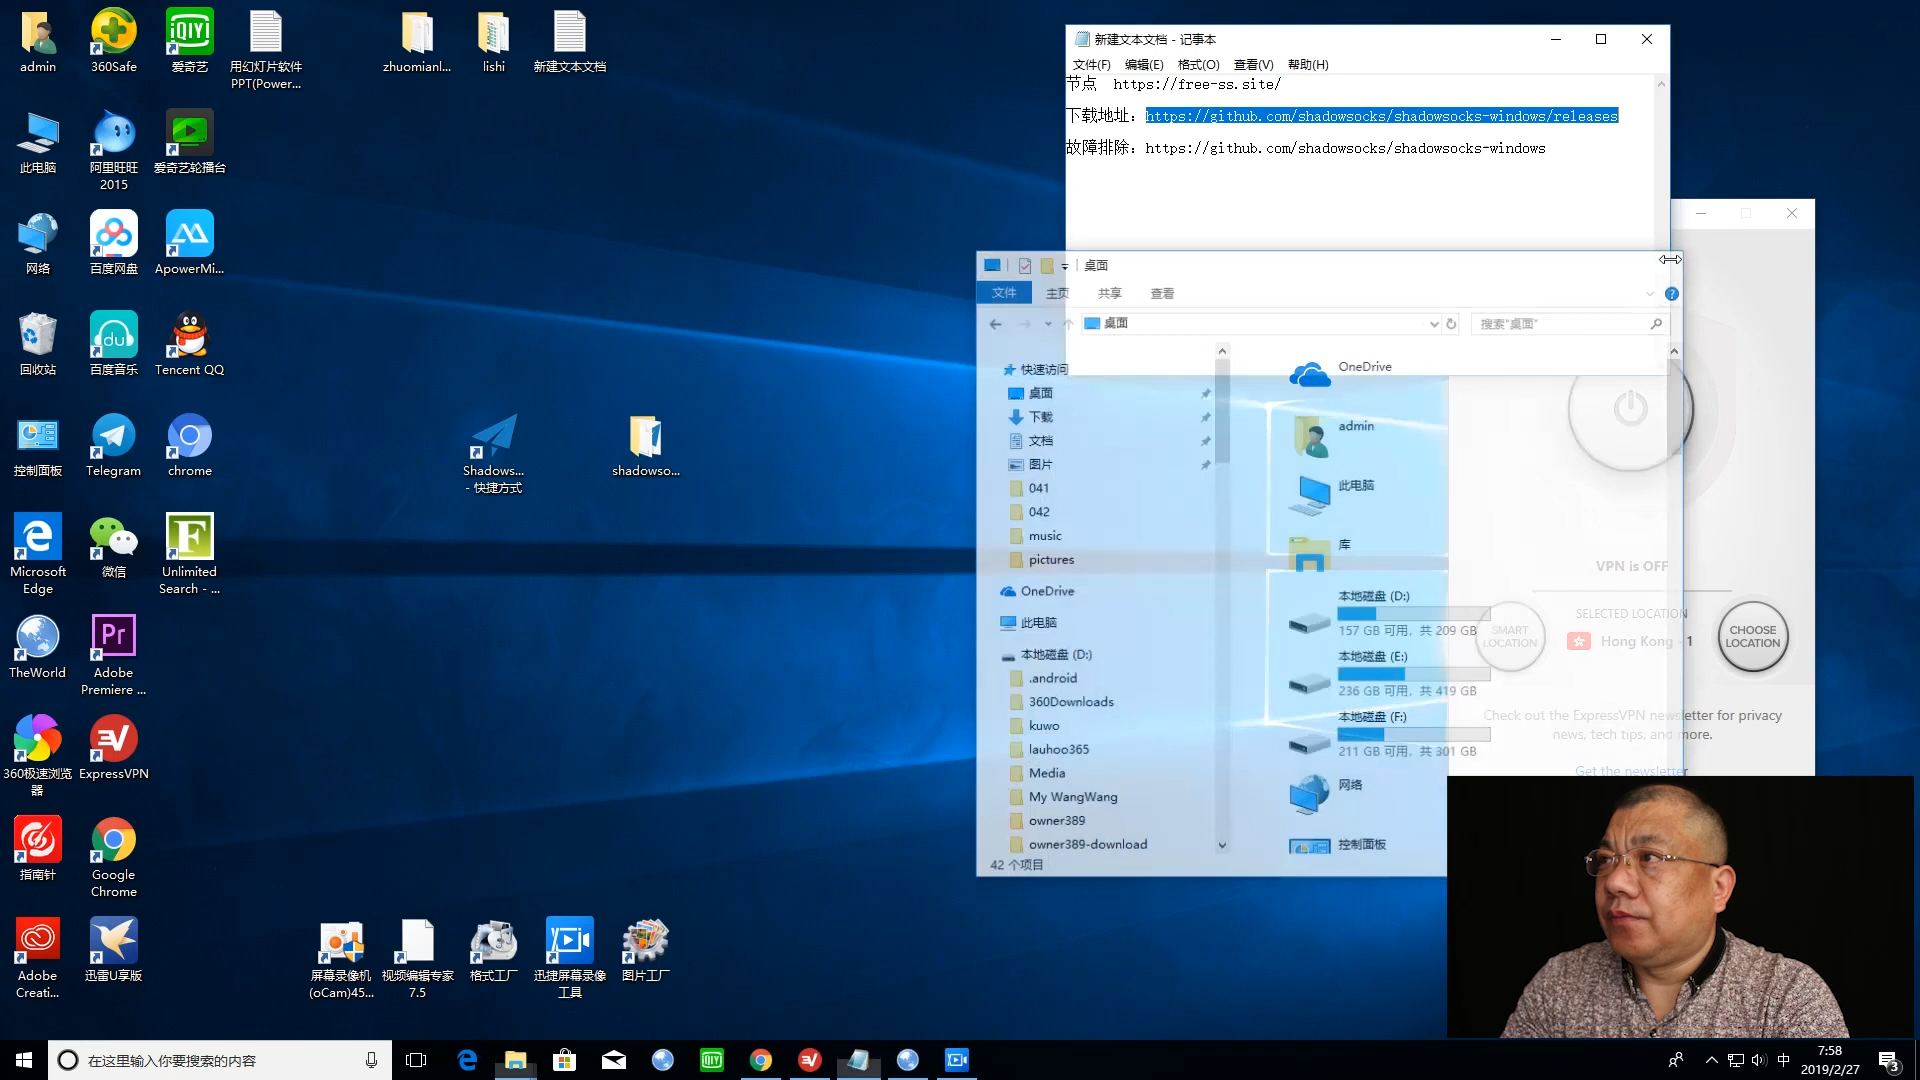 admin
360Safe
爱奇艺
用幻灯片软件
PPT(Power...
zhuomianl...
lishi
新建文本文档
此电脑
阿里旺旺
2015
爱奇艺轮播台
网络
百度网盘
ApowerMi...
回收站
百度音乐
Tencent QQ
控制面板
Telegram
chrome
Shadows...
- 快捷方式
shadowso...
Microsoft
Edge
微信
Unlimited
Search - ...
TheWorld
Adobe
Premiere ...
360极速浏览
器
ExpressVPN
指南针
Google
Chrome
Adobe
Creati...
迅雷U享版
屏幕录像机
(oCam)45...
视频编辑专家
7.5
格式工厂
迅捷屏幕录像
工具
图片工厂
新建文本文档 - 记事本
文件(F) 编辑(E) 格式(O) 查看(V) 帮助(H)
节点 https://free-ss.site/
下载地址：https://github.com/shadowsocks/shadowsocks-windows/releases
故障排除：https://github.com/shadowsocks/shadowsocks-windows
桌面
文件 主页 共享 查看
桌面
搜索"桌面"
快速访问
桌面
下载
文档
图片
041
042
music
pictures
OneDrive
此电脑
本地磁盘 (D:)
.android
360Downloads
kuwo
lauhoo365
Media
My WangWang
owner389
owner389-download
42 个项目
OneDrive
admin
此电脑
库
本地磁盘 (D:)
157 GB 可用，共 209 GB
本地磁盘 (E:)
236 GB 可用，共 419 GB
本地磁盘 (F:)
211 GB 可用，共 301 GB
网络
控制面板
VPN is OFF
SELECTED LOCATION
SMART
LOCATION
Hong Kong - 1
CHOOSE
LOCATION
Check out the ExpressVPN newsletter for privacy
news, tech tips, and more.
Get the newsletter
在这里输入你要搜索的内容
中
7:58
2019/2/27
3